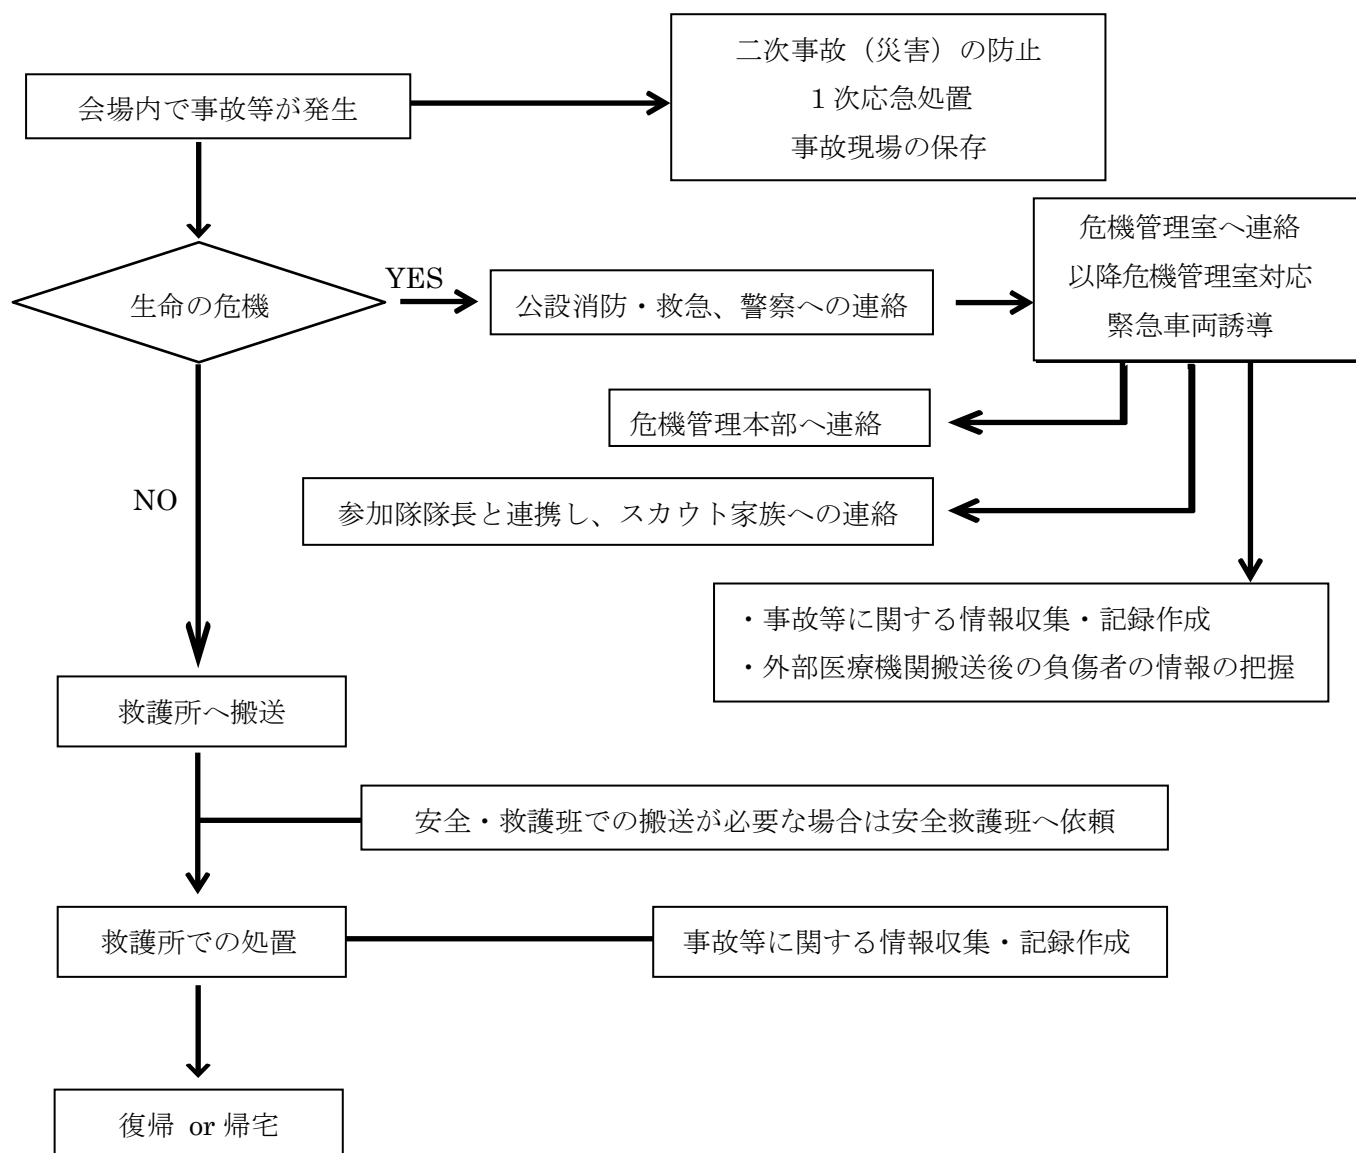 二次事故（災害）の防止
会場内で事故等が発生
1 次応急処置
事故現場の保存
危機管理室へ連絡
以降危機管理室対応
緊急車両誘導
YES
生命の危機
公設消防・救急、警察への連絡
危機管理本部へ連絡
NO
参加隊隊長と連携し、スカウト家族への連絡
・事故等に関する情報収集・記録作成
・外部医療機関搬送後の負傷者の情報の把握
救護所へ搬送
安全・救護班での搬送が必要な場合は安全救護班へ依頼
救護所での処置
事故等に関する情報収集・記録作成
復帰 or 帰宅